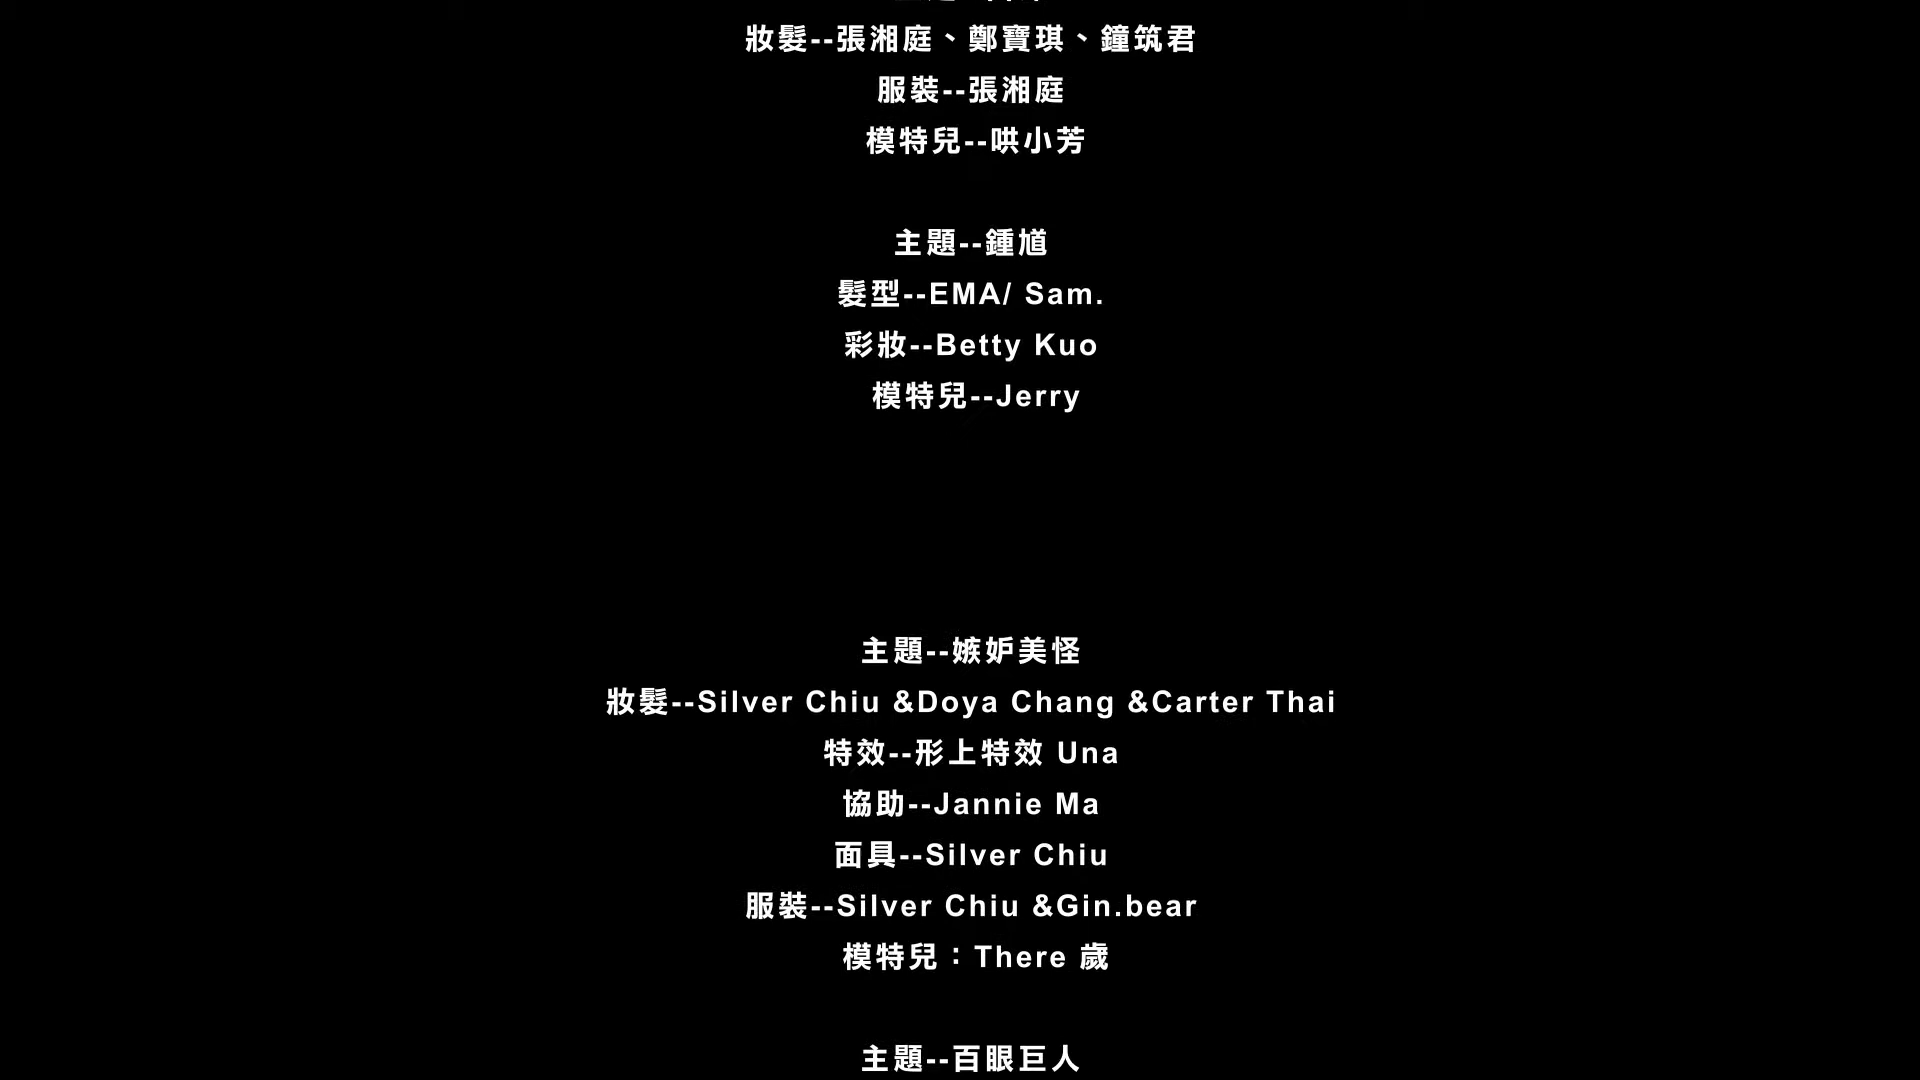 妝髮--張湘庭、鄭寶琪、鐘筑君
服裝--張湘庭
模特兒--哄小芳
主題--鍾馗
髮型--EMA/ Sam.
彩妝--Betty Kuo
模特兒--Jerry
主題--嫉妒美怪
妝髮--Silver Chiu &Doya Chang &Carter Thai
特效--形上特效 Una
協助--Jannie Ma
面具--Silver Chiu
服裝--Silver Chiu &Gin.bear
模特兒：There 歲
主題--百眼巨人